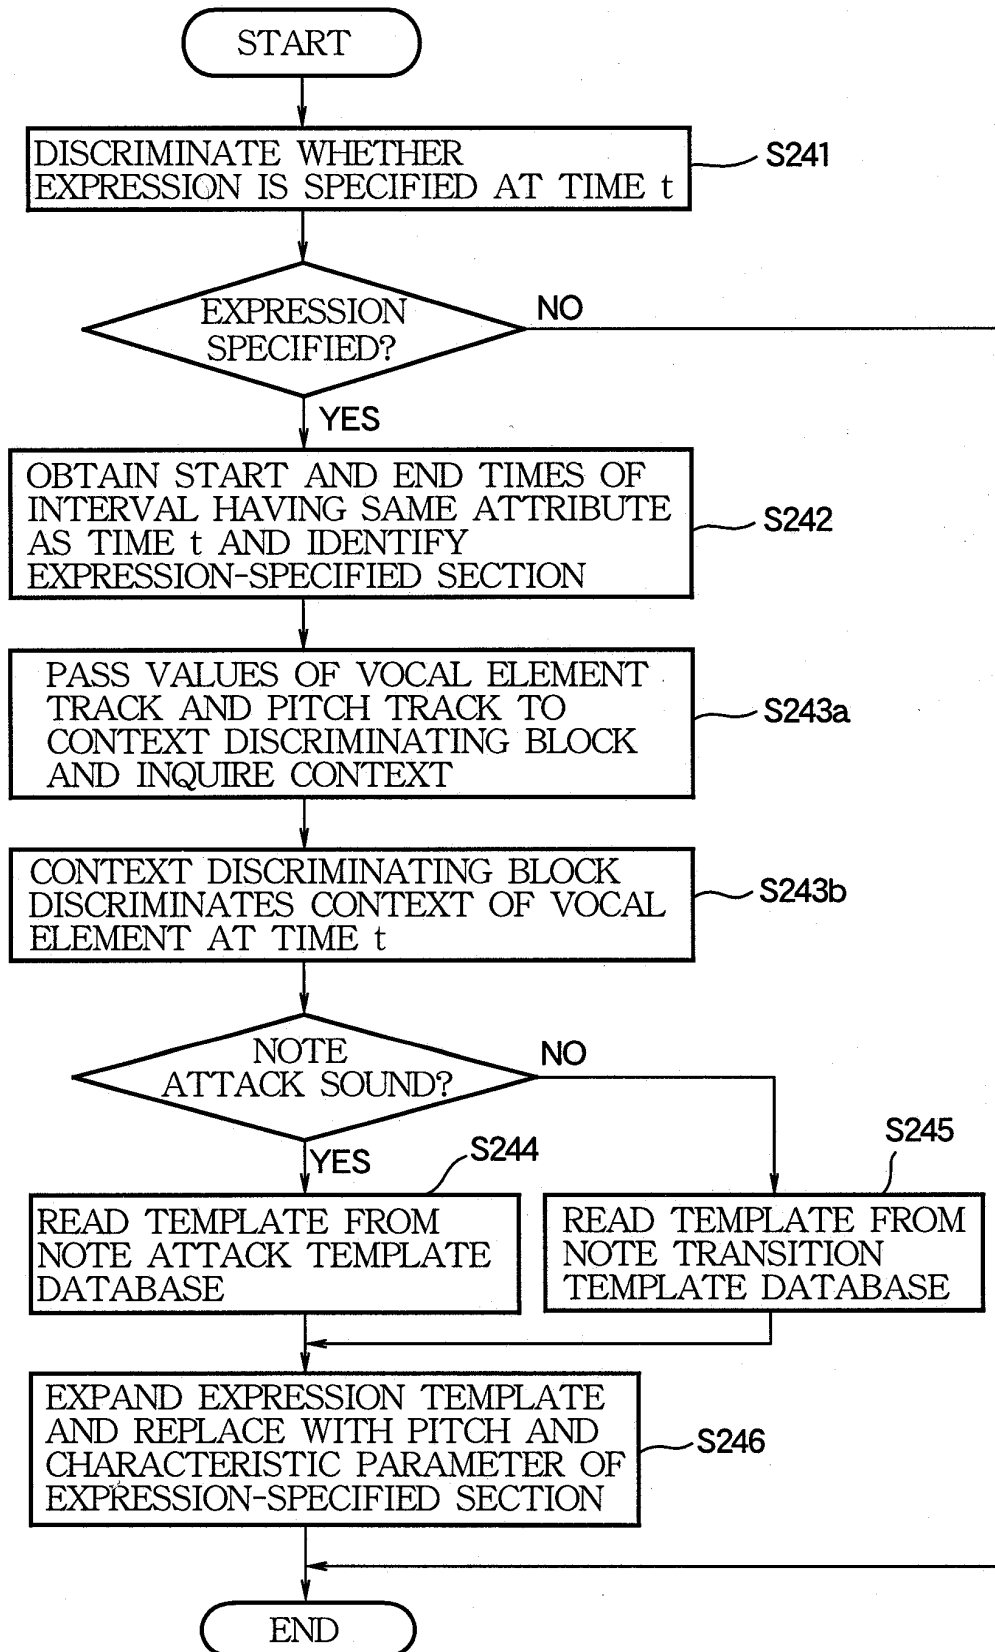 START
DISCRIMINATE WHETHER
EXPRESSION IS SPECIFIED AT TIME t
S241
EXPRESSION
SPECIFIED?
NO
YES
OBTAIN START AND END TIMES OF
INTERVAL HAVING SAME ATTRIBUTE
AS TIME t AND IDENTIFY
EXPRESSION-SPECIFIED SECTION
S242
PASS VALUES OF VOCAL ELEMENT
TRACK AND PITCH TRACK TO
CONTEXT DISCRIMINATING BLOCK
AND INQUIRE CONTEXT
S243a
CONTEXT DISCRIMINATING BLOCK
DISCRIMINATES CONTEXT OF VOCAL
ELEMENT AT TIME t
S243b
NOTE
ATTACK SOUND?
NO
YES
S244
S245
READ TEMPLATE FROM
NOTE ATTACK TEMPLATE
DATABASE
READ TEMPLATE FROM
NOTE TRANSITION
TEMPLATE DATABASE
EXPAND EXPRESSION TEMPLATE
AND REPLACE WITH PITCH AND
CHARACTERISTIC PARAMETER OF
EXPRESSION-SPECIFIED SECTION
S246
END